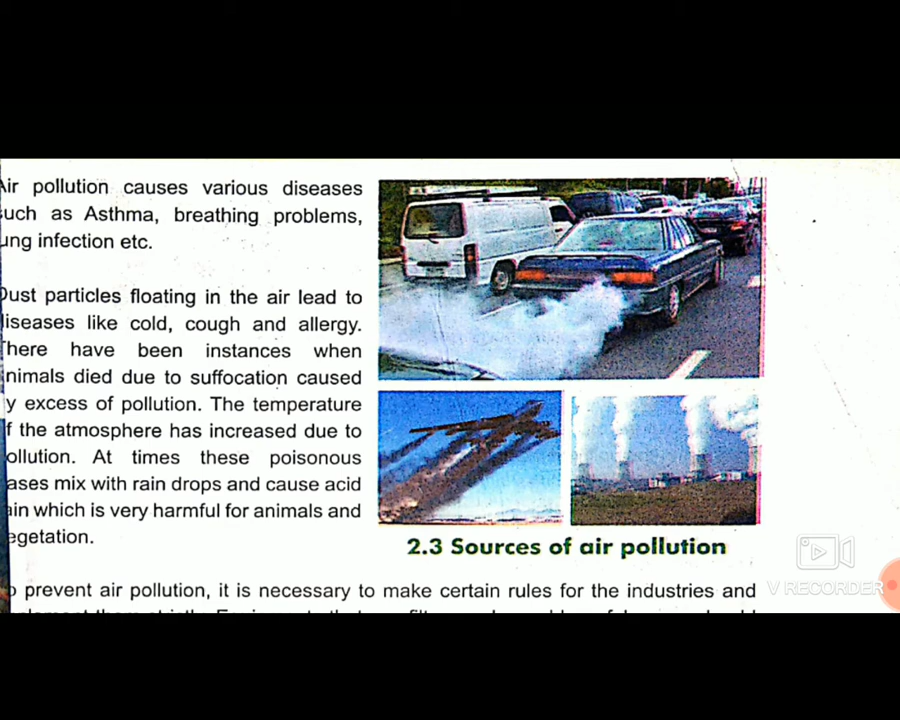 Air pollution causes various diseases
such as Asthma, breathing problems,
ung infection etc.
Dust particles floating in the air lead to
diseases like cold, cough and allergy.
There have been instances when
nimals died due to suffocation caused
y excess of pollution. The temperature
f the atmosphere has increased due to
ollution. At times these poisonous
ases mix with rain drops and cause acid
ain which is very harmful for animals and
egetation.
2.3 Sources of air pollution
o prevent air pollution, it is necessary to make certain rules for the industries and
V RECORDER